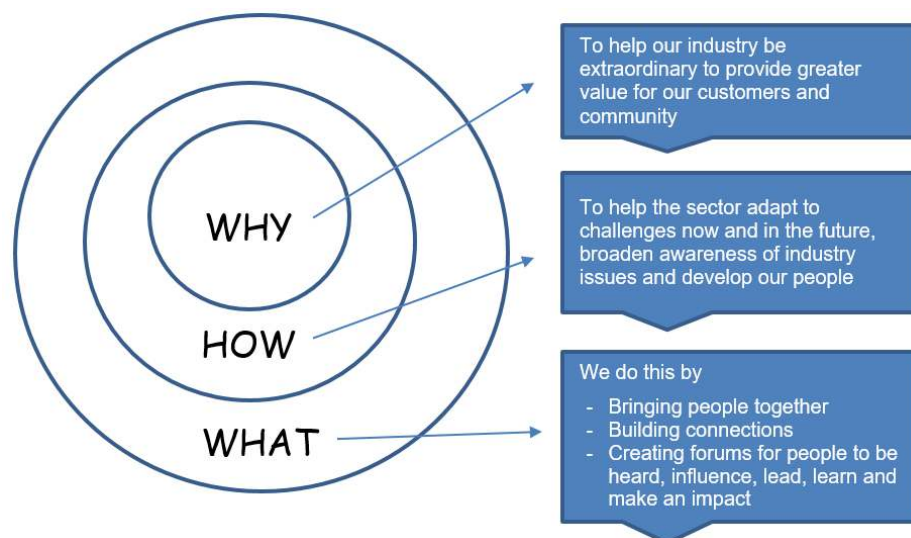 WHY
HOW
WHAT
To help our industry be
extraordinary to provide greater
value for our customers and
community
To help the sector adapt to
challenges now and in the future,
broaden awareness of industry
issues and develop our people
We do this by
- Bringing people together
- Building connections
- Creating forums for people to be
heard, influence, lead, learn and
make an impact